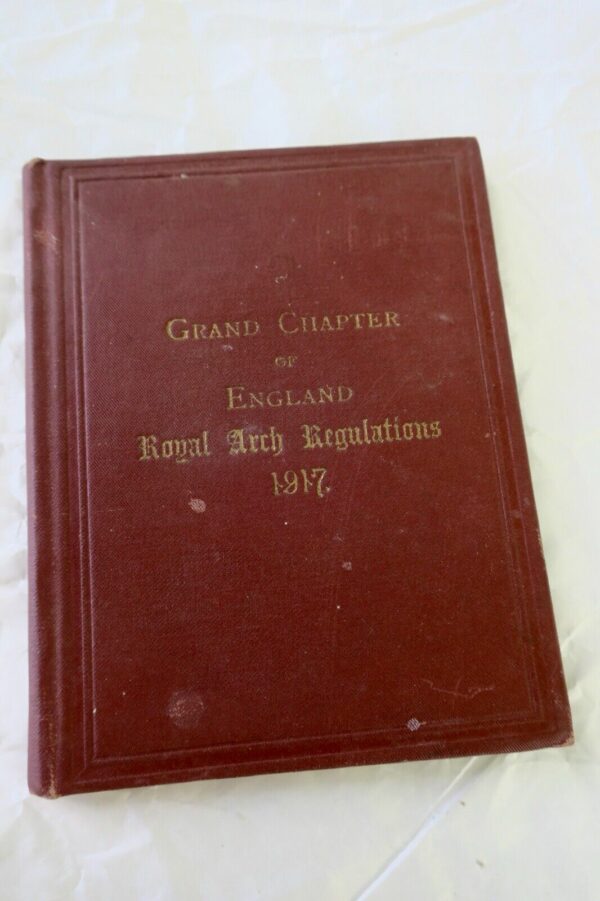 GRAND CHAPTER
OF
ENGLAND
Royal Arch Regulations
1917.